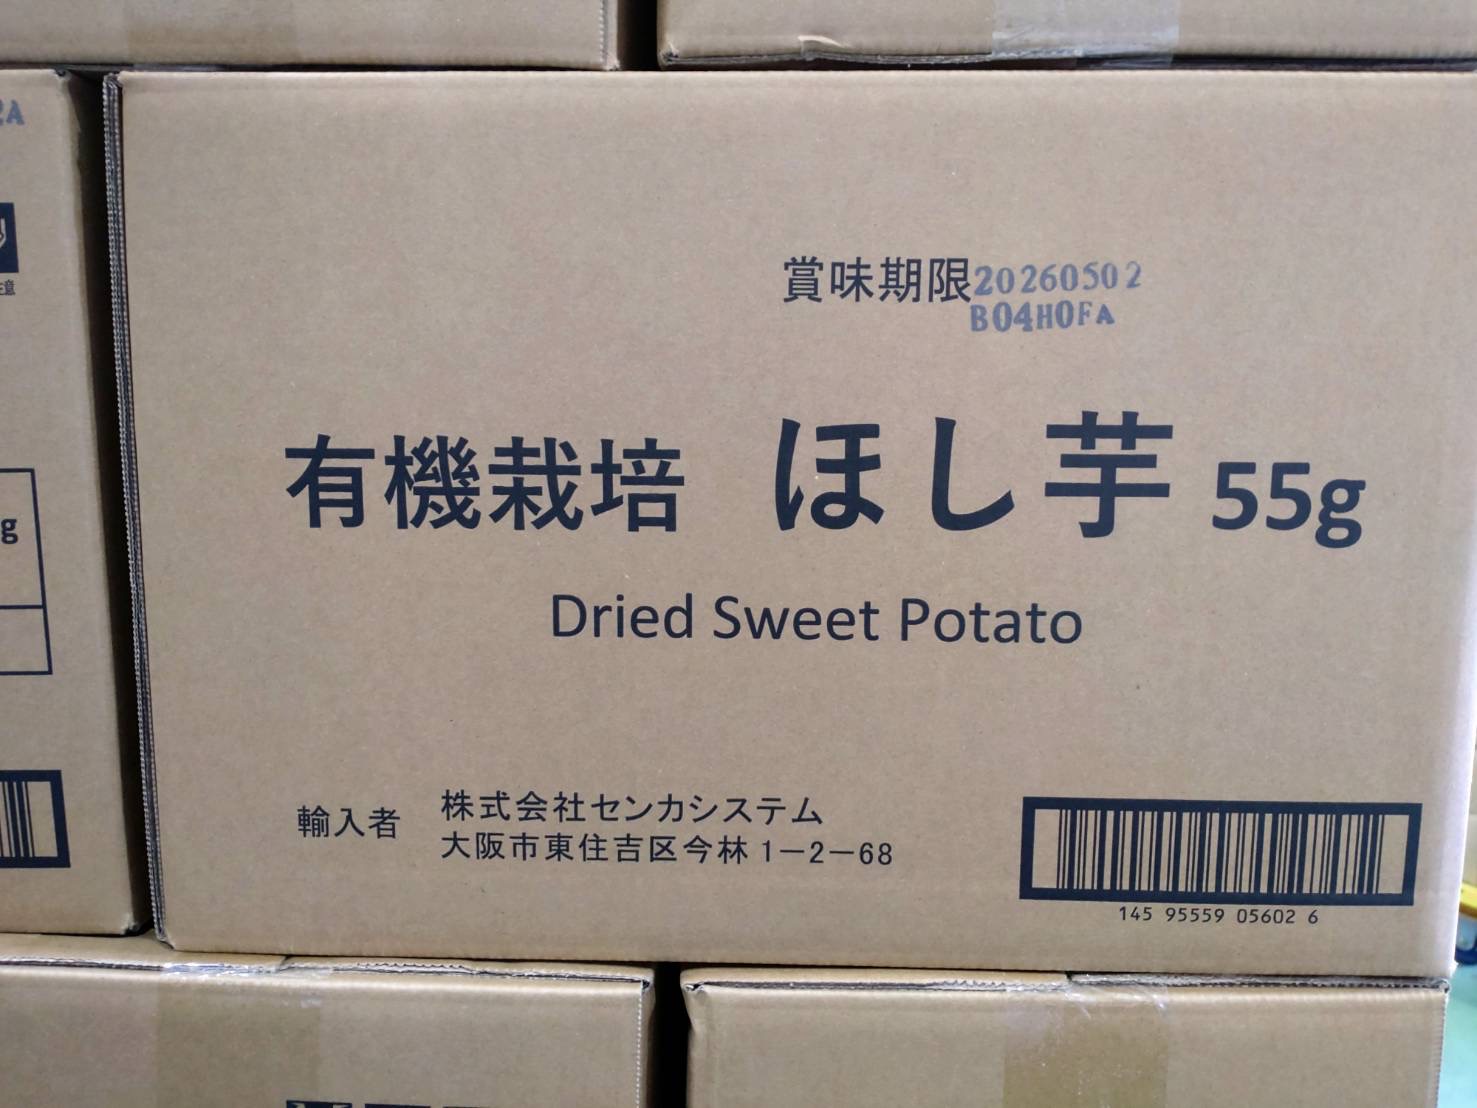 賞味期限20260502
B04H0FA
有機栽培 ほし芋 55g
Dried Sweet Potato
輸入者 株式会社センカシステム
大阪市東住吉区今林1−2−68
145 95559 05602 6
g